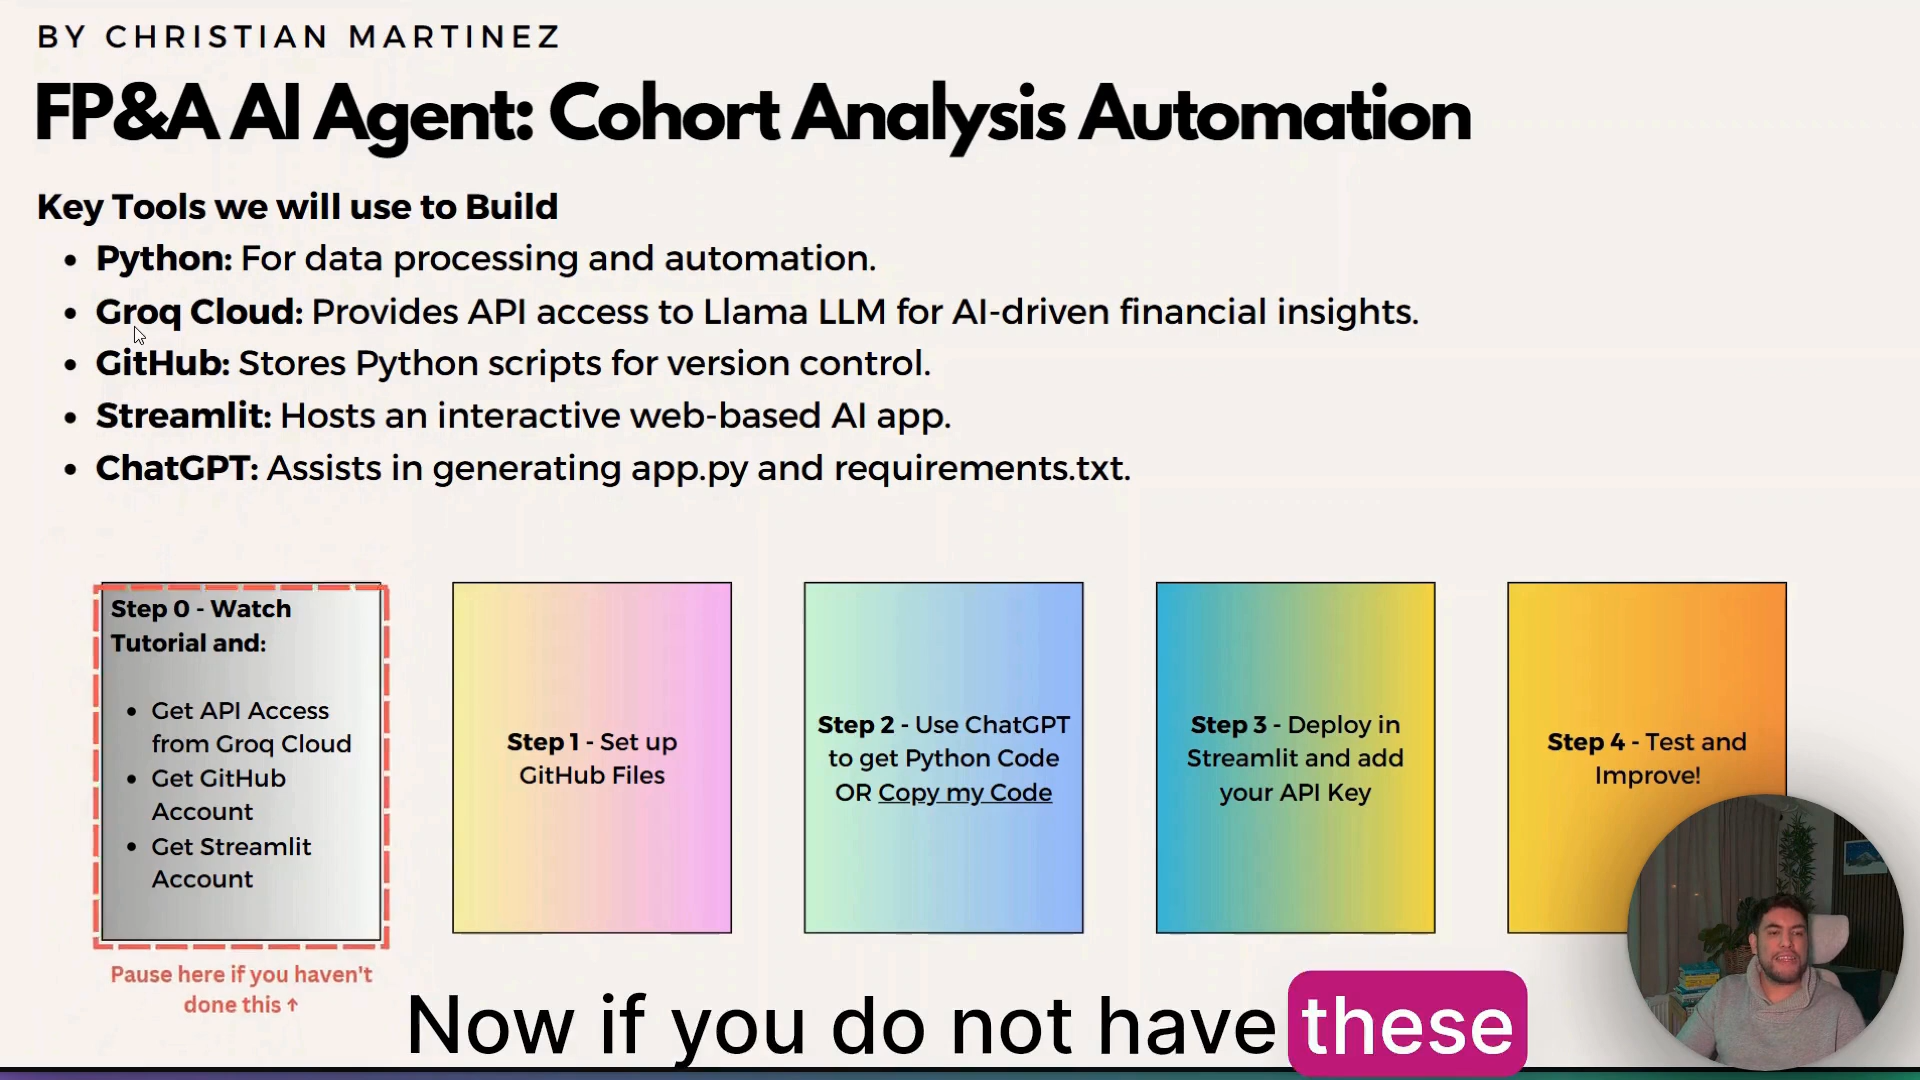 BY CHRISTIAN MARTINEZ
FP&A AI Agent: Cohort Analysis Automation
Key Tools we will use to Build
• Python: For data processing and automation.
• Groq Cloud: Provides API access to Llama LLM for AI-driven financial insights.
• GitHub: Stores Python scripts for version control.
• Streamlit: Hosts an interactive web-based AI app.
• ChatGPT: Assists in generating app.py and requirements.txt.
Step 0 - Watch
Tutorial and:
• Get API Access
from Groq Cloud
• Get GitHub
Account
• Get Streamlit
Account
Pause here if you haven't
done this ↑
Step 1 - Set up
GitHub Files
Step 2 - Use ChatGPT
to get Python Code
OR Copy my Code
Step 3 - Deploy in
Streamlit and add
your API Key
Step 4 - Test and
Improve!
Now if you do not have these